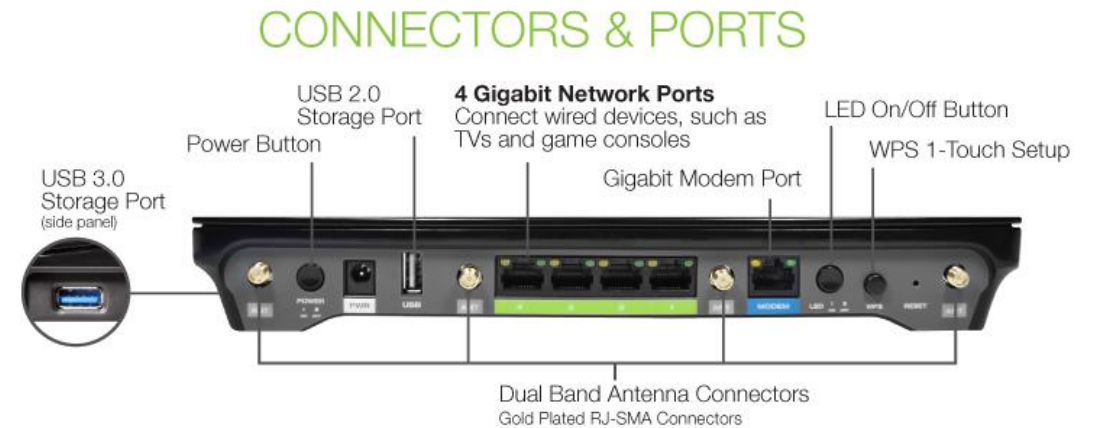 CONNECTORS & PORTS
USB 2.0
Storage Port
4 Gigabit Network Ports
Connect wired devices, such as
TVs and game consoles
LED On/Off Button
Power Button
WPS 1-Touch Setup
USB 3.0
Storage Port
(side panel)
Gigabit Modem Port
POWER
PWR
USB
MODEM
LED
WPS
RESET
Dual Band Antenna Connectors
Gold Plated RJ-SMA Connectors